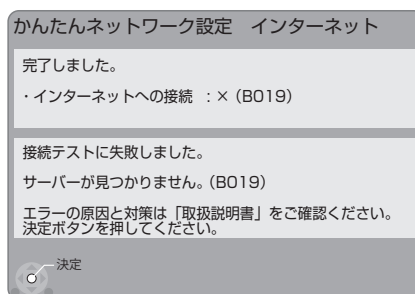 かんたんネットワーク設定　インターネット
完了しました。
・インターネットへの接続　：×（B019）
接続テストに失敗しました。
サーバーが見つかりません。（B019）
エラーの原因と対策は「取扱説明書」をご確認ください。
決定ボタンを押してください。
決定